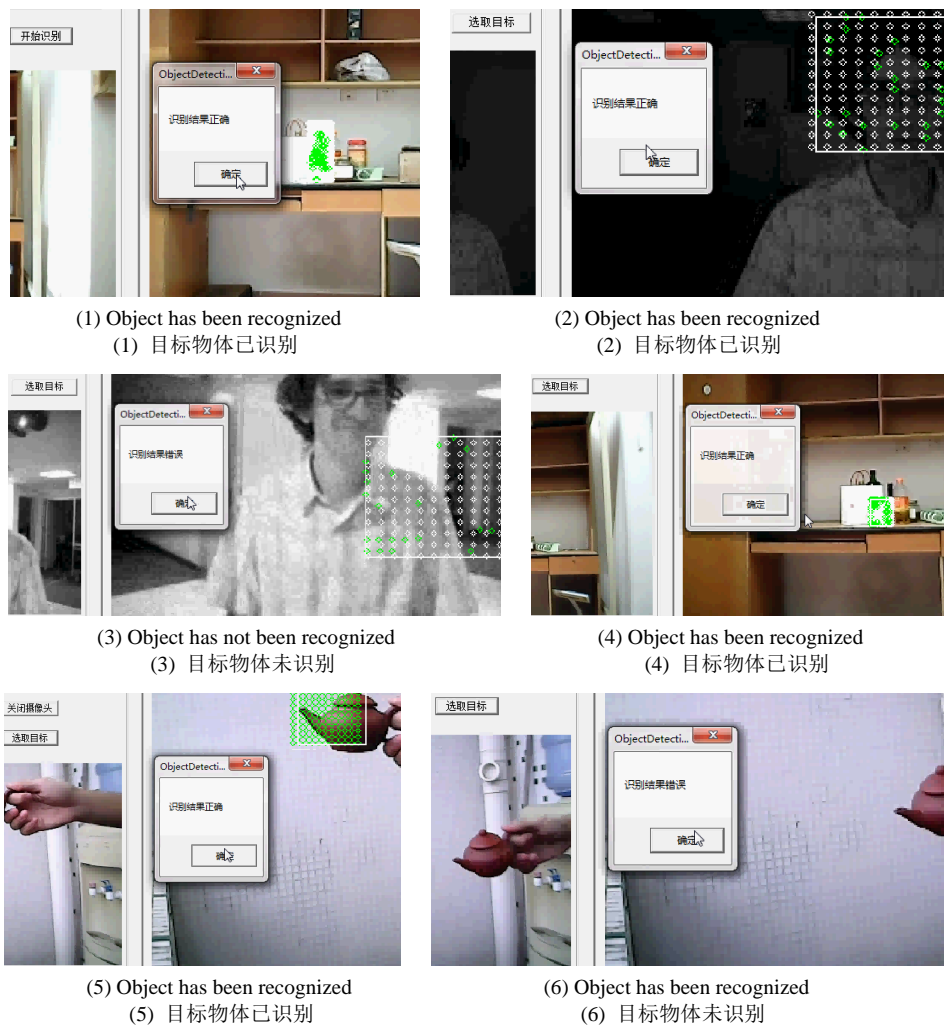 开始识别
ObjectDetecti...
识别结果正确
确定
选取目标
ObjectDetecti...
识别结果正确
确定
(1) Object has been recognized
(1) 目标物体已识别
(2) Object has been recognized
(2) 目标物体已识别
选取目标
ObjectDetecti...
识别结果错误
确定
选取目标
ObjectDetecti...
识别结果正确
确定
(3) Object has not been recognized
(3) 目标物体未识别
(4) Object has been recognized
(4) 目标物体已识别
关闭摄像头
选取目标
ObjectDetecti...
识别结果正确
确定
选取目标
ObjectDetecti...
识别结果错误
确定
(5) Object has been recognized
(5) 目标物体已识别
(6) Object has been recognized
(6) 目标物体未识别